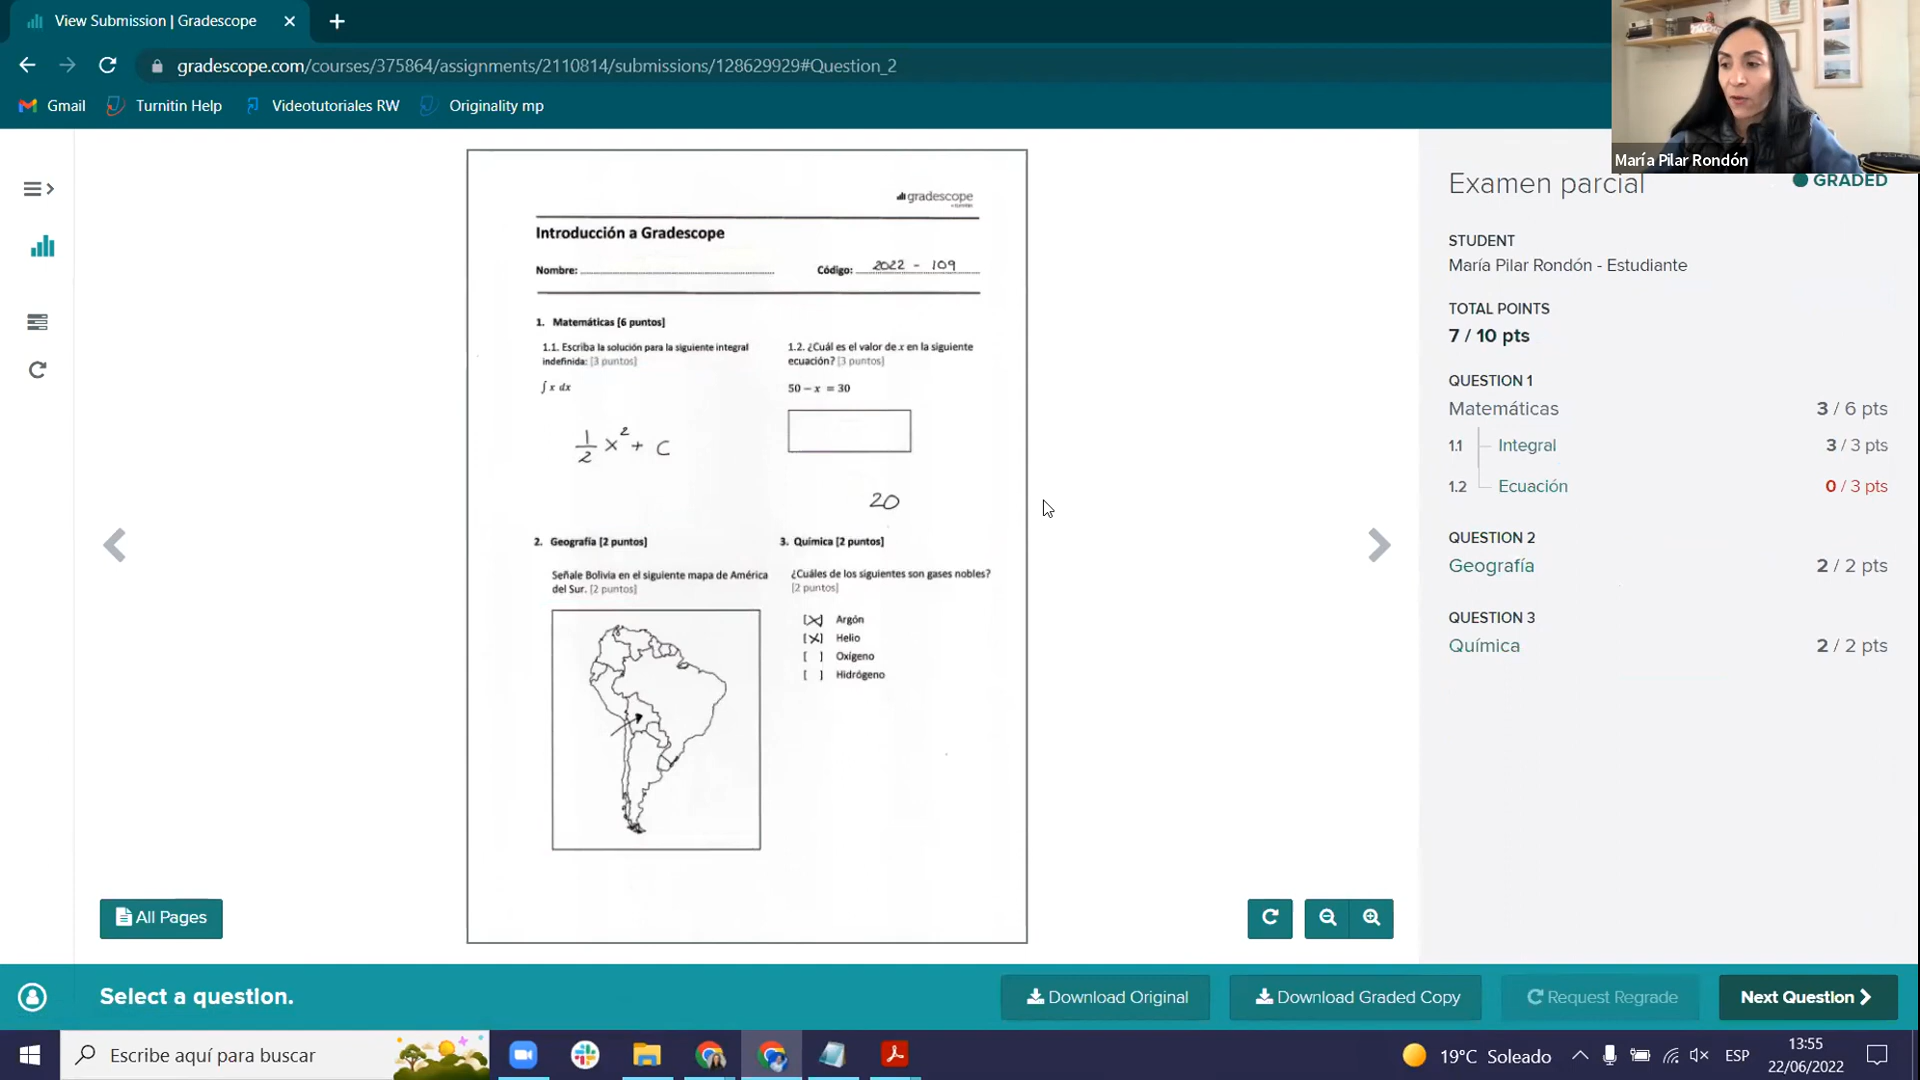 View Submission | Gradescope
gradescope.com/courses/375864/assignments/2110814/submissions/128629929#Question_2
Gmail Turnitin Help Videotutoriales RW Originality mp
María Pilar Rondón
gradescope
Introducción a Gradescope
Nombre: Código: 2022 - 109
1. Matemáticas [6 puntos]
1.1. Escriba la solución para la siguiente integral
indefinida: [3 puntos]
∫ x dx
1/2 x² + C
1.2. ¿Cuál es el valor de x en la siguiente
ecuación? [3 puntos]
50 – x = 30
20
2. Geografía [2 puntos]
Señale Bolivia en el siguiente mapa de América
del Sur. [2 puntos]
3. Química [2 puntos]
¿Cuáles de los siguientes son gases nobles?
[2 puntos]
[X] Argón
[X] Helio
[ ] Oxígeno
[ ] Hidrógeno
All Pages
Examen parcial GRADED
STUDENT
María Pilar Rondón - Estudiante
TOTAL POINTS
7 / 10 pts
QUESTION 1
Matemáticas 3 / 6 pts
1.1 Integral 3 / 3 pts
1.2 Ecuación 0 / 3 pts
QUESTION 2
Geografía 2 / 2 pts
QUESTION 3
Química 2 / 2 pts
Select a question. Download Original Download Graded Copy Request Regrade Next Question
Escribe aquí para buscar 19°C Soleado ESP
13:55
22/06/2022